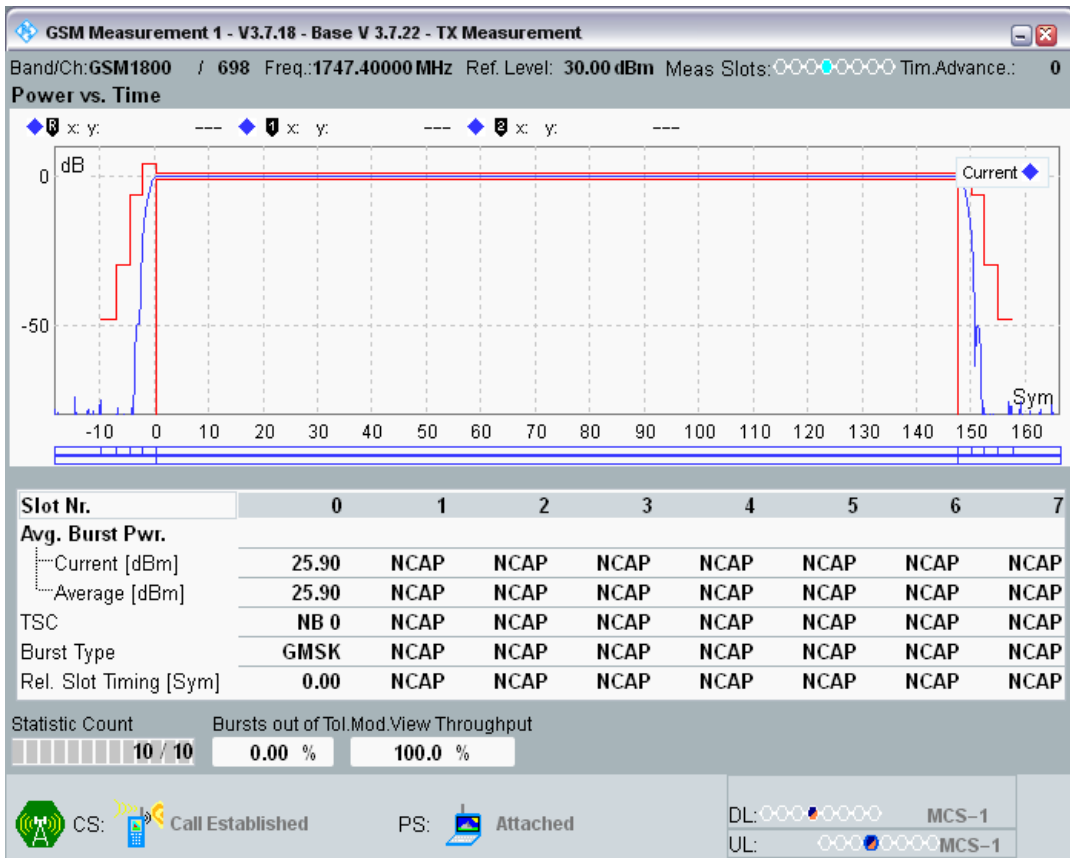 GSM Measurement 1 - V3.7.18 - Base V 3.7.22 - TX Measurement
Band/Ch:GSM1800 / 698 Freq.:1747.40000 MHz Ref. Level: 30.00 dBm Meas Slots: Tim.Advance.: 0
Power vs. Time
R x: y: --- 1 x: y: --- 2 x: y: ---
dB
Current
0
-50
Sym
-10 0 10 20 30 40 50 60 70 80 90 100 110 120 130 140 150 160
Slot Nr. 0 1 2 3 4 5 6 7
Avg. Burst Pwr.
Current [dBm] 25.90 NCAP NCAP NCAP NCAP NCAP NCAP NCAP
Average [dBm] 25.90 NCAP NCAP NCAP NCAP NCAP NCAP NCAP
TSC NB 0 NCAP NCAP NCAP NCAP NCAP NCAP NCAP
Burst Type GMSK NCAP NCAP NCAP NCAP NCAP NCAP NCAP
Rel. Slot Timing [Sym] 0.00 NCAP NCAP NCAP NCAP NCAP NCAP NCAP
Statistic Count Bursts out of Tol.Mod.View Throughput
10 / 10 0.00 % 100.0 %
CS: Call Established PS: Attached
DL: MCS-1
UL: MCS-1